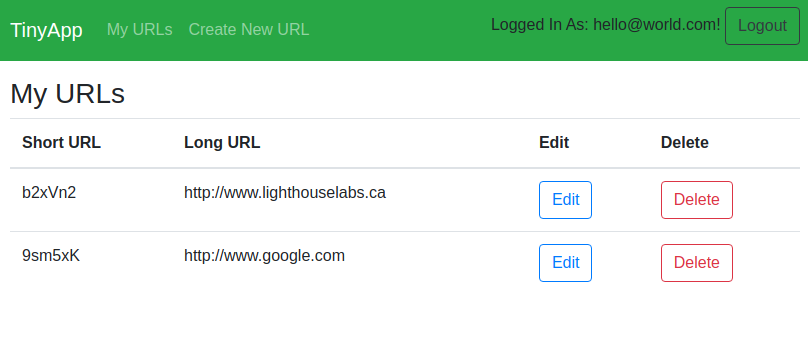 TinyApp My URLs Create New URL Logged In As: hello@world.com! Logout
My URLs
Short URL Long URL Edit Delete
b2xVn2 http://www.lighthouselabs.ca Edit Delete
9sm5xK http://www.google.com Edit Delete